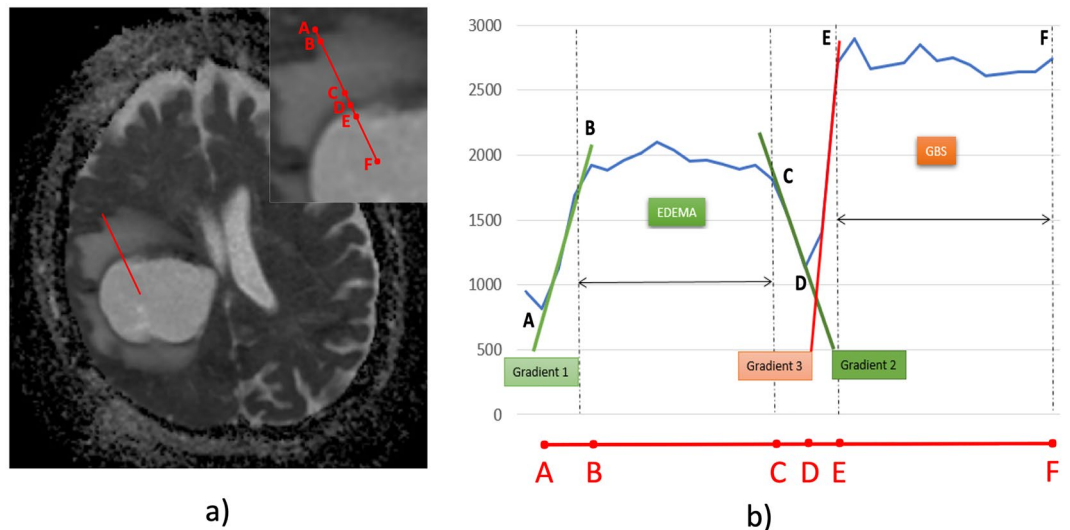 A
B
C
D
E
F
a)
3000
2500
2000
1500
1000
500
0
A
B
C
D
E
F
EDEMA
GBS
Gradient 1
Gradient 3
Gradient 2
A B C D E F
b)